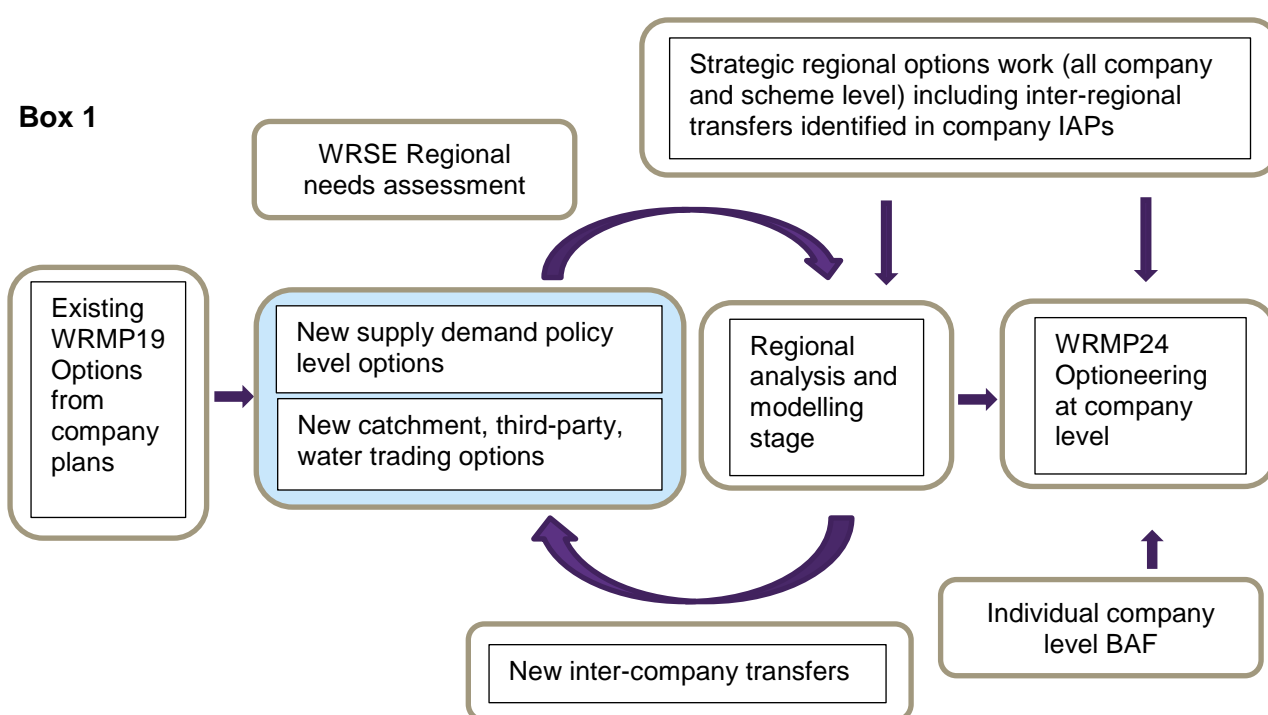 Box 1
Strategic regional options work (all company
and scheme level) including inter-regional
transfers identified in company IAPs
WRSE Regional
needs assessment
Existing
WRMP19
Options
from
company
plans
New supply demand policy
level options
New catchment, third-party,
water trading options
Regional
analysis and
modelling
stage
WRMP24
Optioneering
at company
level
New inter-company transfers
Individual company
level BAF